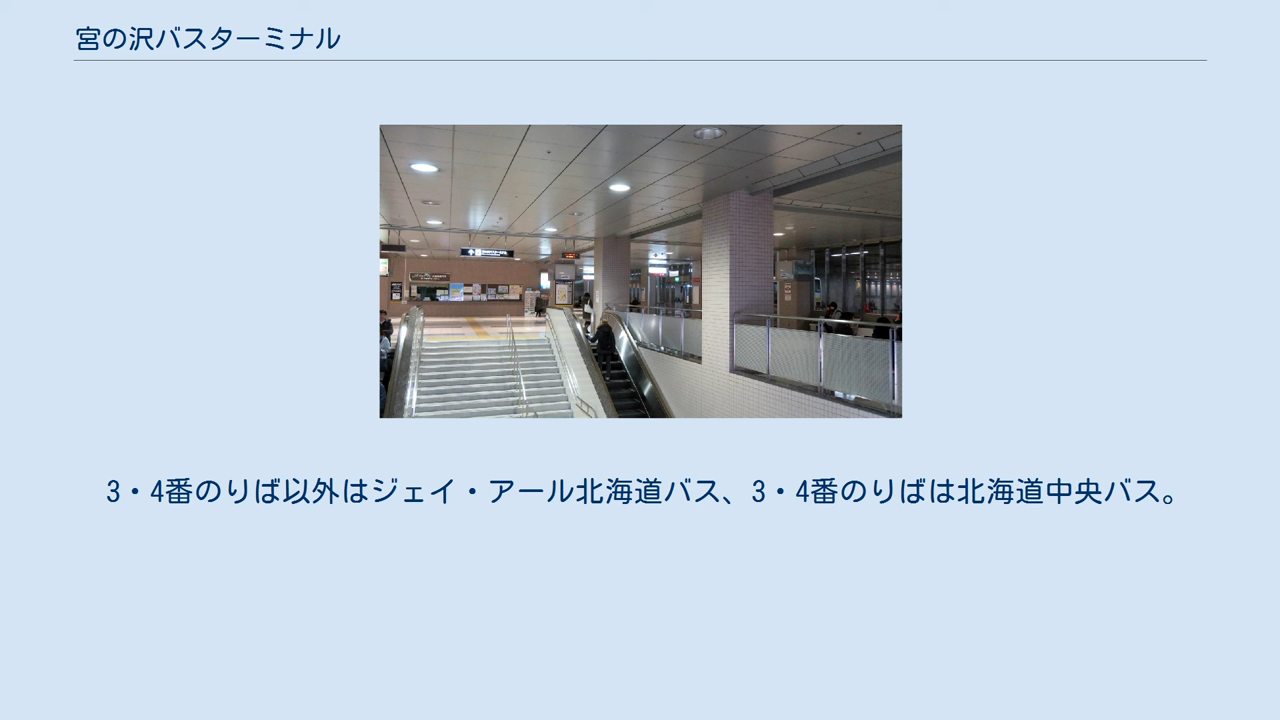 宮の沢バスターミナル
3・4番のりば以外はジェイ・アール北海道バス、3・4番のりばは北海道中央バス。